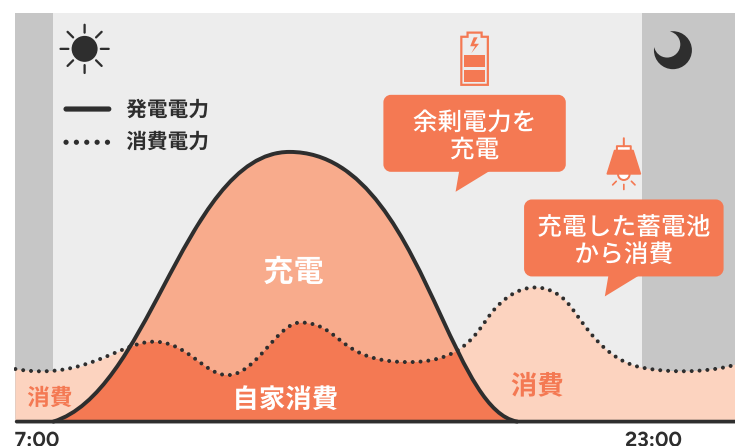 発電電力
消費電力
余剰電力を
充電
充電した蓄電池
から消費
充電
消費
自家消費
消費
7:00
23:00